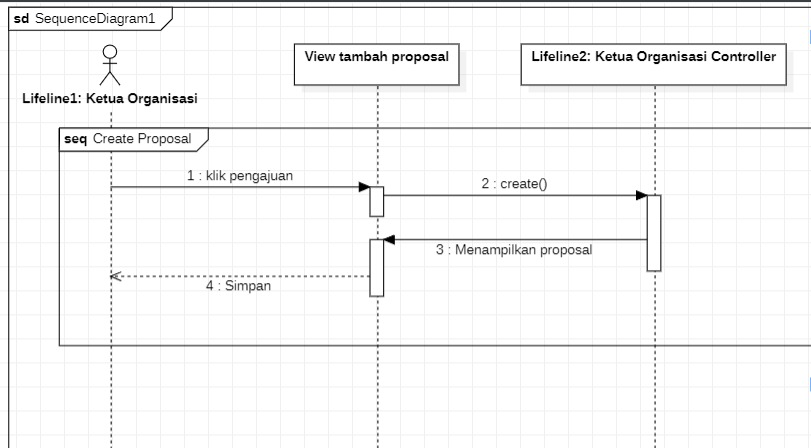 sd SequenceDiagram1
View tambah proposal
Lifeline2: Ketua Organisasi Controller
Lifeline1: Ketua Organisasi
seq Create Proposal
1 : klik pengajuan
2 : create()
3 : Menampilkan proposal
4 : Simpan